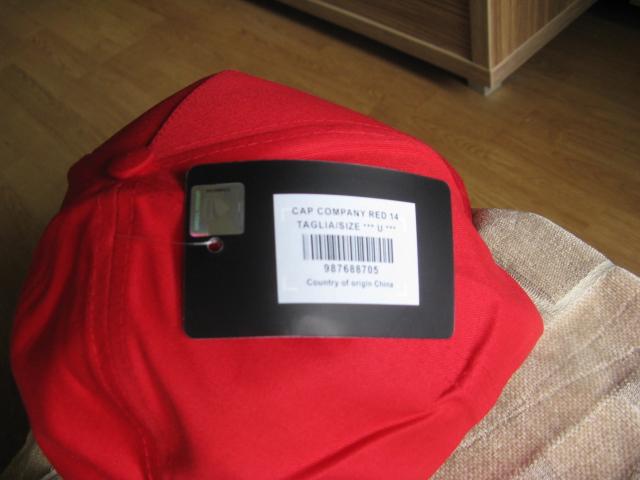 CAP COMPANY RED 14
TAGLIA/SIZE *** U ***
987688705
Country of origin China